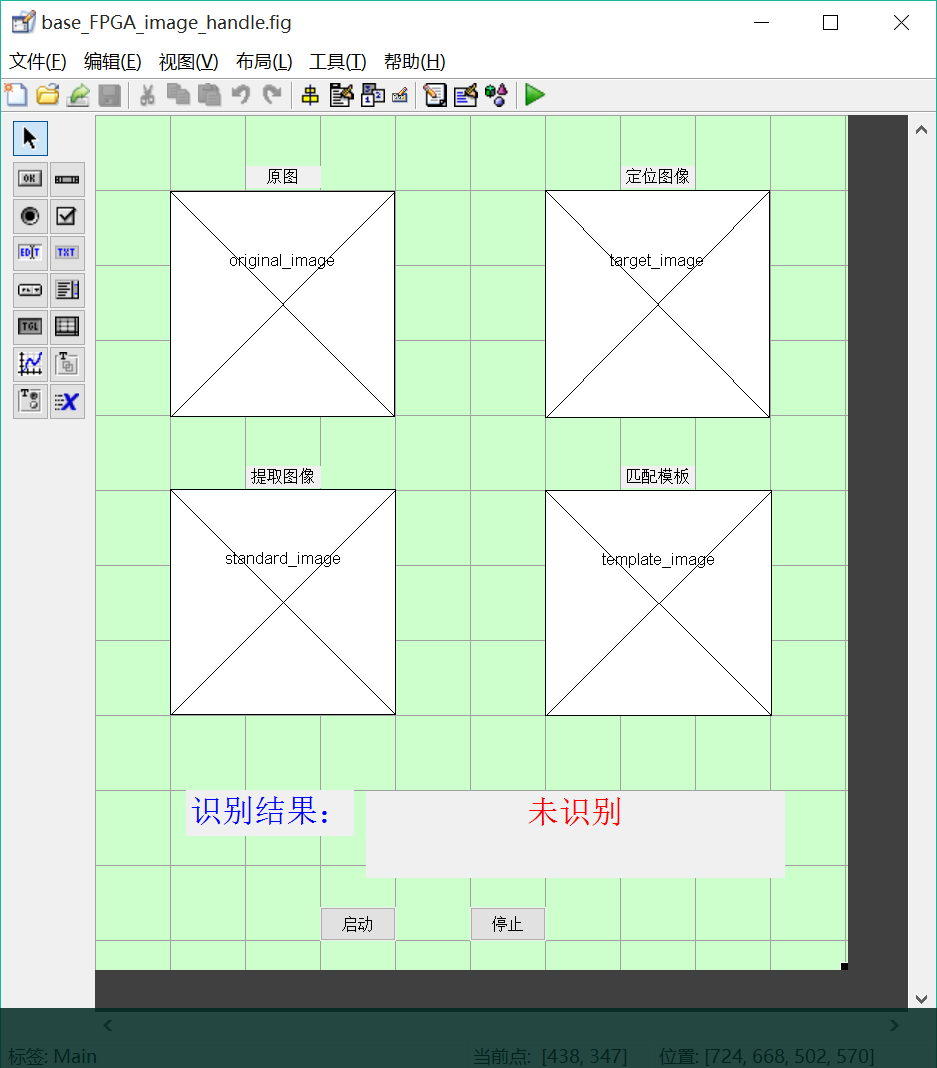 base_FPGA_image_handle.fig
文件(F) 编辑(E) 视图(V) 布局(L) 工具(T) 帮助(H)
OK
EDIT TXT
TGL
原图 定位图像
original_image target_image
提取图像 匹配模板
standard_image template_image
识别结果: 未识别
启动 停止
标签: Main 当前点: [438, 347] 位置: [724, 668, 502, 570]